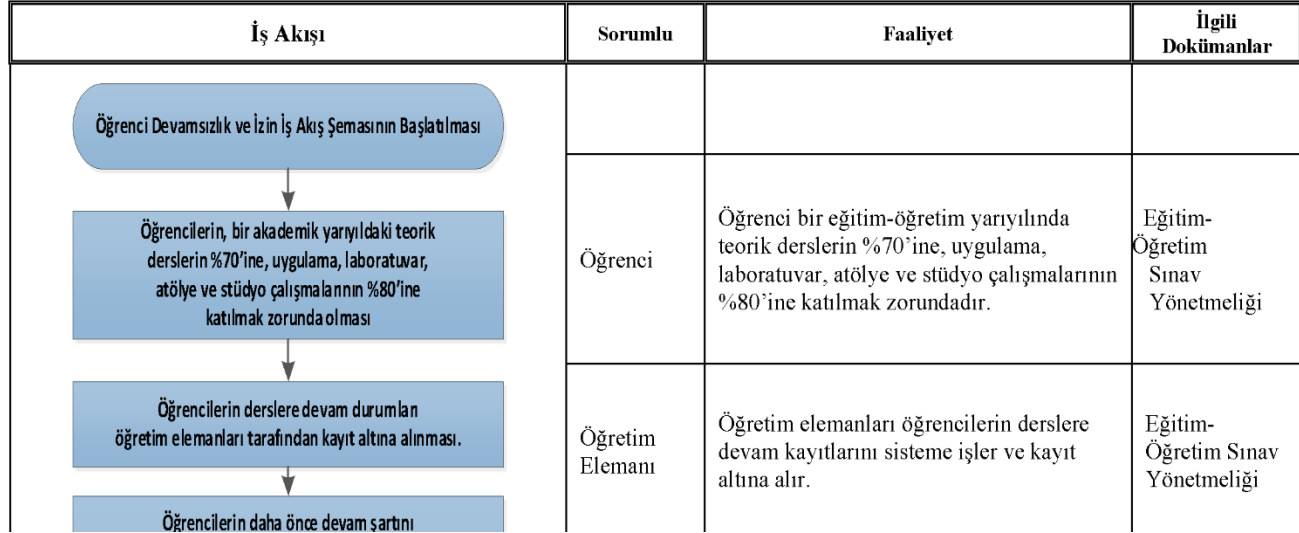 İş Akışı
Sorumlu
Faaliyet
İlgili
Dokümanlar
Öğrenci Devamsızlık ve İzin İş Akış Şemasının Başlatılması
Öğrencilerin, bir akademik yarıyıldaki teorik
derslerin %70'ine, uygulama, laboratuvar,
atölye ve stüdyo çalışmalarının %80'ine
katılmak zorunda olması
Öğrenci
Öğrenci bir eğitim-öğretim yarıyılında
teorik derslerin %70'ine, uygulama,
laboratuvar, atölye ve stüdyo çalışmalarının
%80'ine katılmak zorundadır.
Eğitim-
Öğretim
Sınav
Yönetmeliği
Öğrencilerin derslere devam durumları
öğretim elemanları tarafından kayıt altına alınması.
Öğretim
Elemanı
Öğretim elemanları öğrencilerin derslere
devam kayıtlarını sisteme işler ve kayıt
altına alır.
Eğitim-
Öğretim Sınav
Yönetmeliği
Öğrencilerin daha önce devam şartını